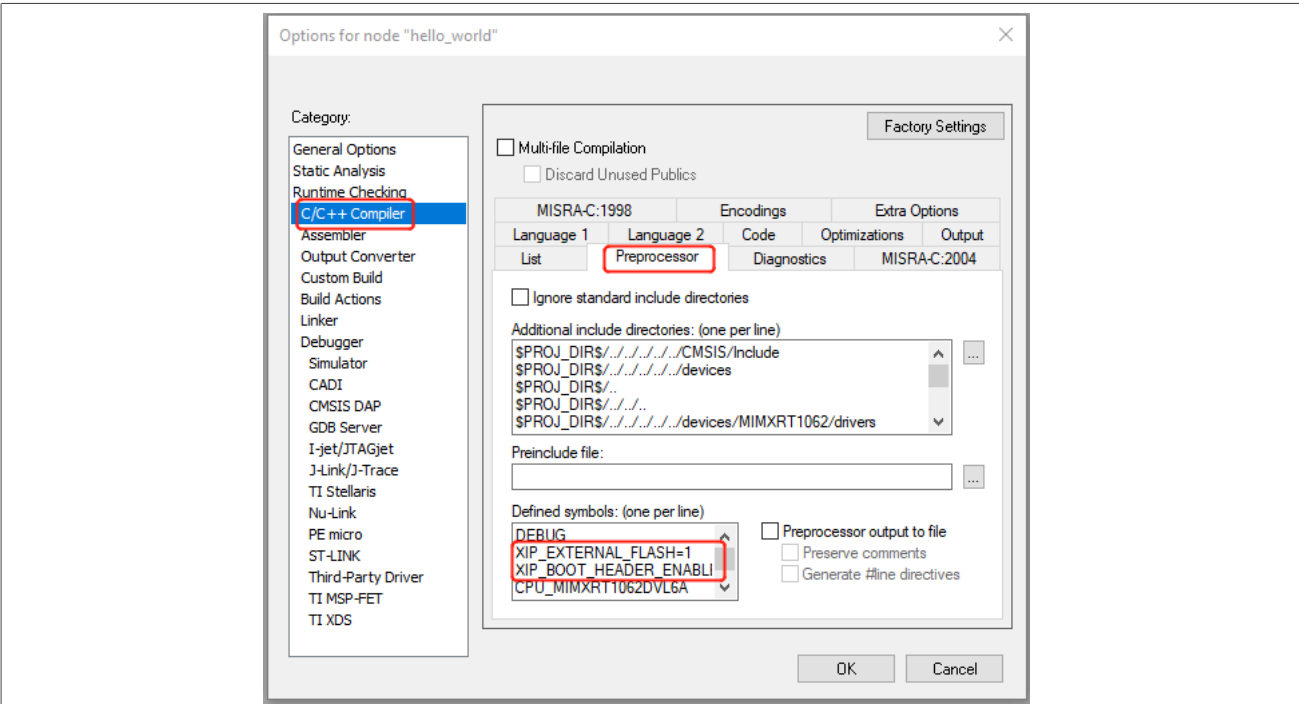 Options for node "hello_world"
Category:
General Options
Static Analysis
Runtime Checking
C/C++ Compiler
Assembler
Output Converter
Custom Build
Build Actions
Linker
Debugger
Simulator
CADI
CMSIS DAP
GDB Server
I-jet/JTAGjet
J-Link/J-Trace
TI Stellaris
Nu-Link
PE micro
ST-LINK
Third-Party Driver
TI MSP-FET
TI XDS
Factory Settings
Multi-file Compilation
Discard Unused Publics
MISRA-C:1998 Encodings Extra Options
Language 1 Language 2 Code Optimizations Output
List Preprocessor Diagnostics MISRA-C:2004
Ignore standard include directories
Additional include directories: (one per line)
$PROJ_DIR$/../../../../../CMSIS/Include
$PROJ_DIR$/../../../../../devices
$PROJ_DIR$/..
$PROJ_DIR$/../../..
$PROJ_DIR$/../../../../../devices/MIMXRT1062/drivers
...
Preinclude file:
...
Defined symbols: (one per line)
DEBUG
XIP_EXTERNAL_FLASH=1
XIP_BOOT_HEADER_ENABLI
CPU_MIMXRT1062DVL6A
Preprocessor output to file
Preserve comments
Generate #line directives
OK Cancel